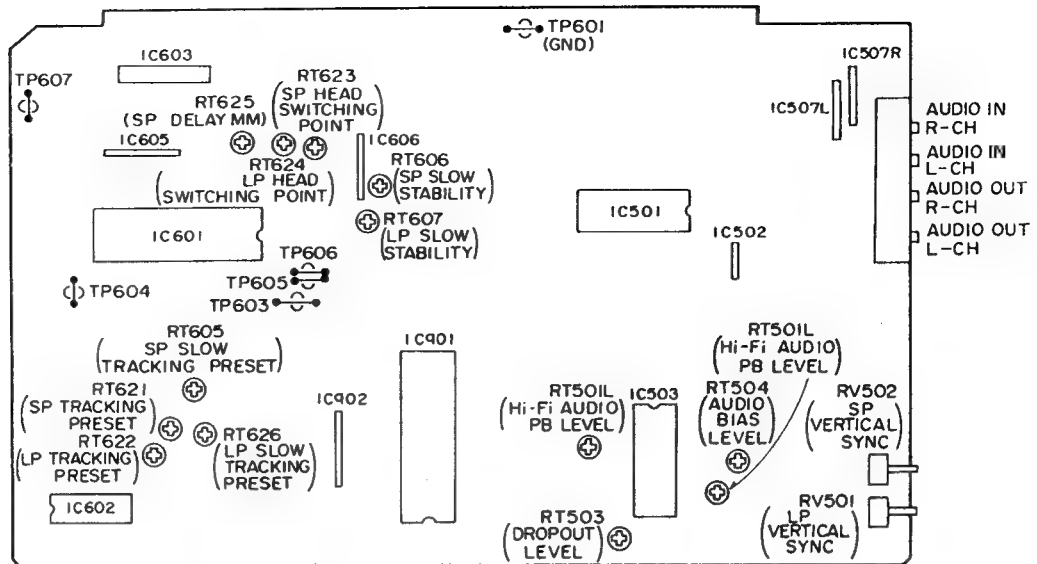 TP601
(GND)
IC603
TP607
RT625
(SP DELAY MM)
RT623
(SP HEAD
SWITCHING
POINT)
IC507R
IC507L
IC605
IC606
RT624
(LP HEAD
SWITCHING POINT)
RT606
(SP SLOW
STABILITY)
AUDIO IN
R-CH
AUDIO IN
L-CH
AUDIO OUT
R-CH
AUDIO OUT
L-CH
IC601
RT607
(LP SLOW
STABILITY)
IC501
IC502
TP606
TP605
TP604
TP603
RT605
(SP SLOW
TRACKING PRESET)
IC901
RT501L
(Hi-Fi AUDIO
PB LEVEL)
RT621
(SP TRACKING
PRESET)
IC902
RT501L
(Hi-Fi AUDIO
PB LEVEL)
IC503
RT504
(AUDIO
BIAS
LEVEL)
RV502
(SP
VERTICAL
SYNC)
RT622
(LP TRACKING
PRESET)
RT626
(LP SLOW
TRACKING
PRESET)
IC602
RT503
(DROPOUT
LEVEL)
RV501
(LP
VERTICAL
SYNC)